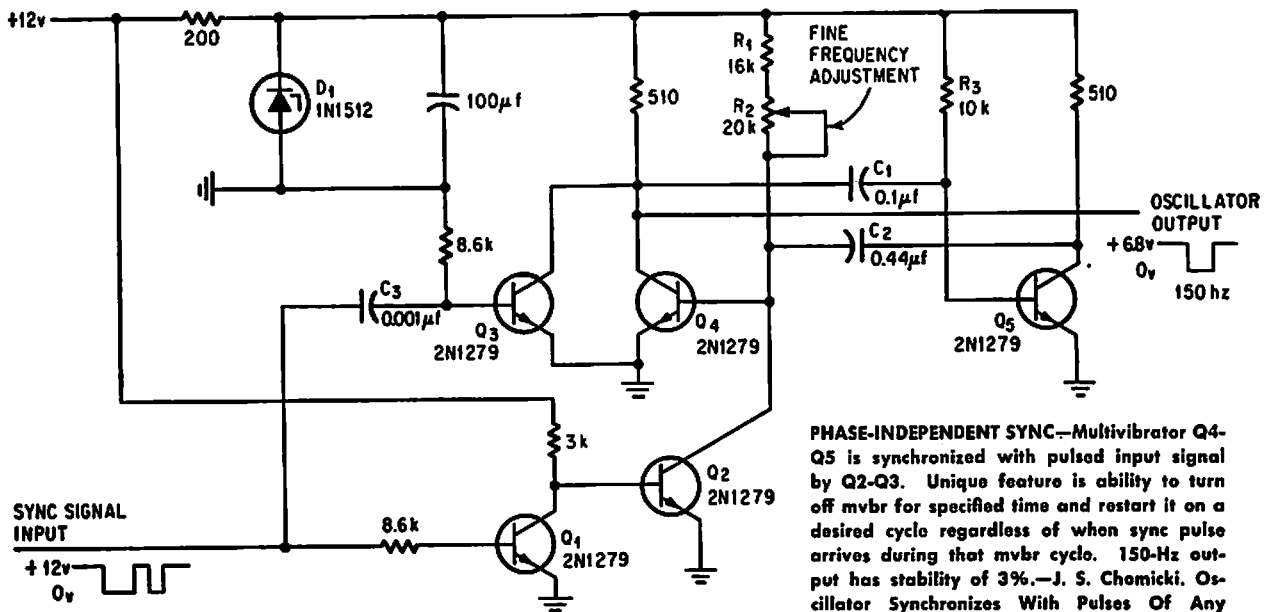 +12v
200
D1
1N1512
100µf
510
R1
16k
R2
20k
FINE
FREQUENCY
ADJUSTMENT
R3
10k
510
C1
0.1µf
OSCILLATOR
OUTPUT
+6.8v
0v
150 hz
C2
0.44µf
8.6k
C3
0.001µf
Q3
2N1279
Q4
2N1279
Q5
2N1279
3k
Q2
2N1279
SYNC SIGNAL
INPUT
+12v
0v
8.6k
Q1
2N1279
PHASE-INDEPENDENT SYNC—Multivibrator Q4-
Q5 is synchronized with pulsed input signal
by Q2-Q3. Unique feature is ability to turn
off mvbr for specified time and restart it on a
desired cycle regardless of when sync pulse
arrives during that mvbr cycle. 150-Hz out-
put has stability of 3%.—J. S. Chomicki, Os-
cillator Synchronizes With Pulses Of Any